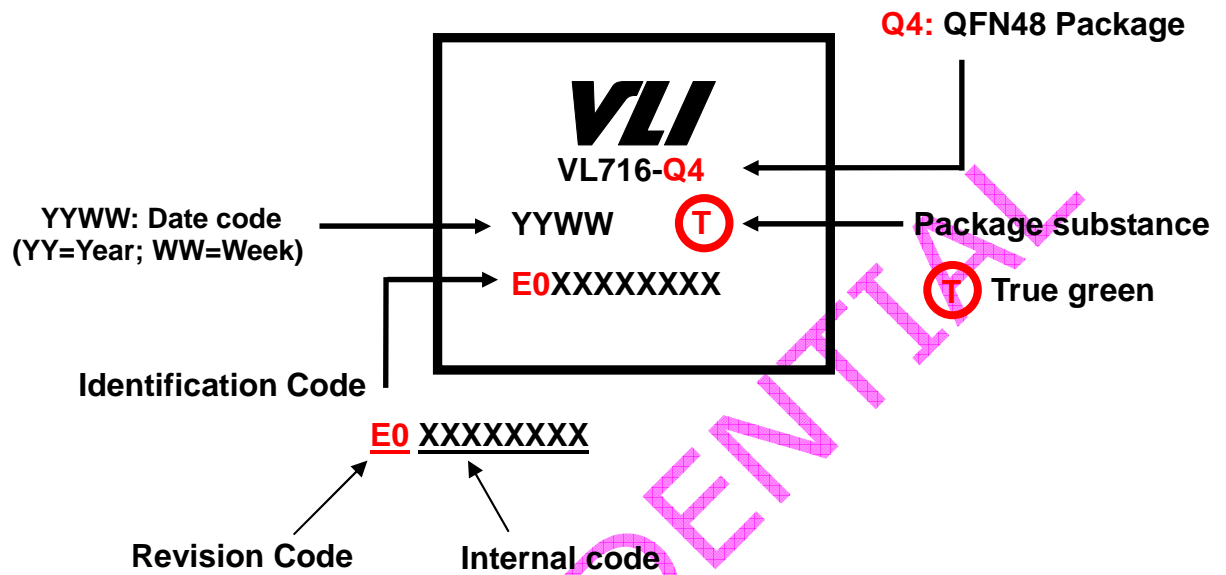 Q4: QFN48 Package
VLI
VL716-Q4
YYWW: Date code
(YY=Year; WW=Week)
YYWW T
Package substance
E0XXXXXXXX
T True green
Identification Code
E0 XXXXXXXX
Revision Code
Internal code
DENTIAL